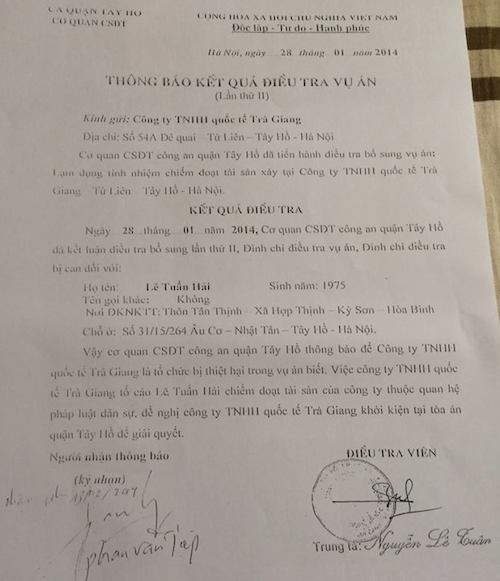 CA QUẬN TÂY HỒ
CƠ QUAN CSĐT
CỘNG HÒA XÃ HỘI CHỦ NGHĨA VIỆT NAM
Độc lập - Tự do - Hạnh phúc
Hà Nội, ngày 28 tháng 01 năm 2014
THÔNG BÁO KẾT QUẢ ĐIỀU TRA VỤ ÁN
(Lần thứ II)
Kính gửi: Công ty TNHH quốc tế Trà Giang
Địa chỉ: Số 54A Đê quai – Tứ Liên – Tây Hồ - Hà Nội
Cơ quan CSĐT công an quận Tây Hồ đã tiến hành điều tra bổ sung vụ án:
Lạm dụng tính nhiệm chiếm đoạt tài sản xảy tại Công ty TNHH quốc tế Trà
Giang – Tứ Liên – Tây Hồ - Hà Nội.
KẾT QUẢ ĐIỀU TRA
Ngày 28 tháng 01 năm 2014, Cơ quan CSĐT công an quận Tây Hồ
đã kết luận điều tra bổ sung lần thứ II, Đình chỉ điều tra vụ án, Đình chỉ điều tra
bị can đối với:
Họ tên: Lê Tuấn Hải Sinh năm: 1975
Tên gọi khác: Không
Nơi ĐKNKTT: Thôn Tân Thịnh – Xã Hợp Thịnh – Kỳ Sơn – Hòa Bình
Chỗ ở: Số 31/15/264 Âu Cơ – Nhật Tân – Tây Hồ - Hà Nội.
Vậy cơ quan CSĐT công an quận Tây Hồ thông báo để Công ty TNHH
quốc tế Trà Giang là tổ chức bị thiệt hại trong vụ án biết. Việc công ty TNHH quốc
tế Trà Giang tố cáo Lê Tuấn Hải chiếm đoạt tài sản của công ty thuộc quan hệ
pháp luật dân sự, đề nghị công ty TNHH quốc tế Trà Giang khởi kiện tại tòa án
quận Tây Hồ để giải quyết.
Người nhận thông báo
ĐIỀU TRA VIÊN
(ký nhận)
phan văn Táp
Trung tá: Nguyễn Lê Tuân